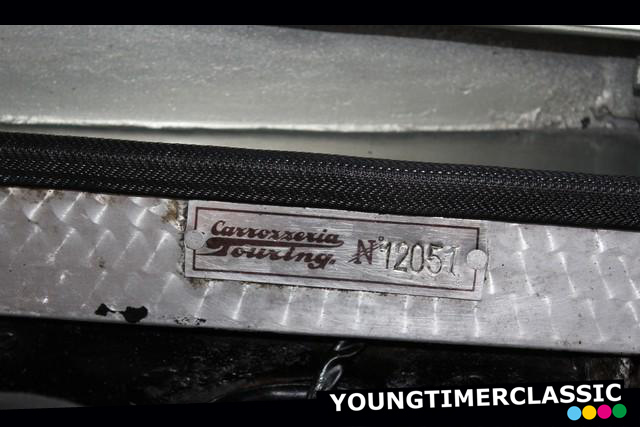 Carrozzeria
Touring. N° 12051
YOUNGTIMERCLASSIC